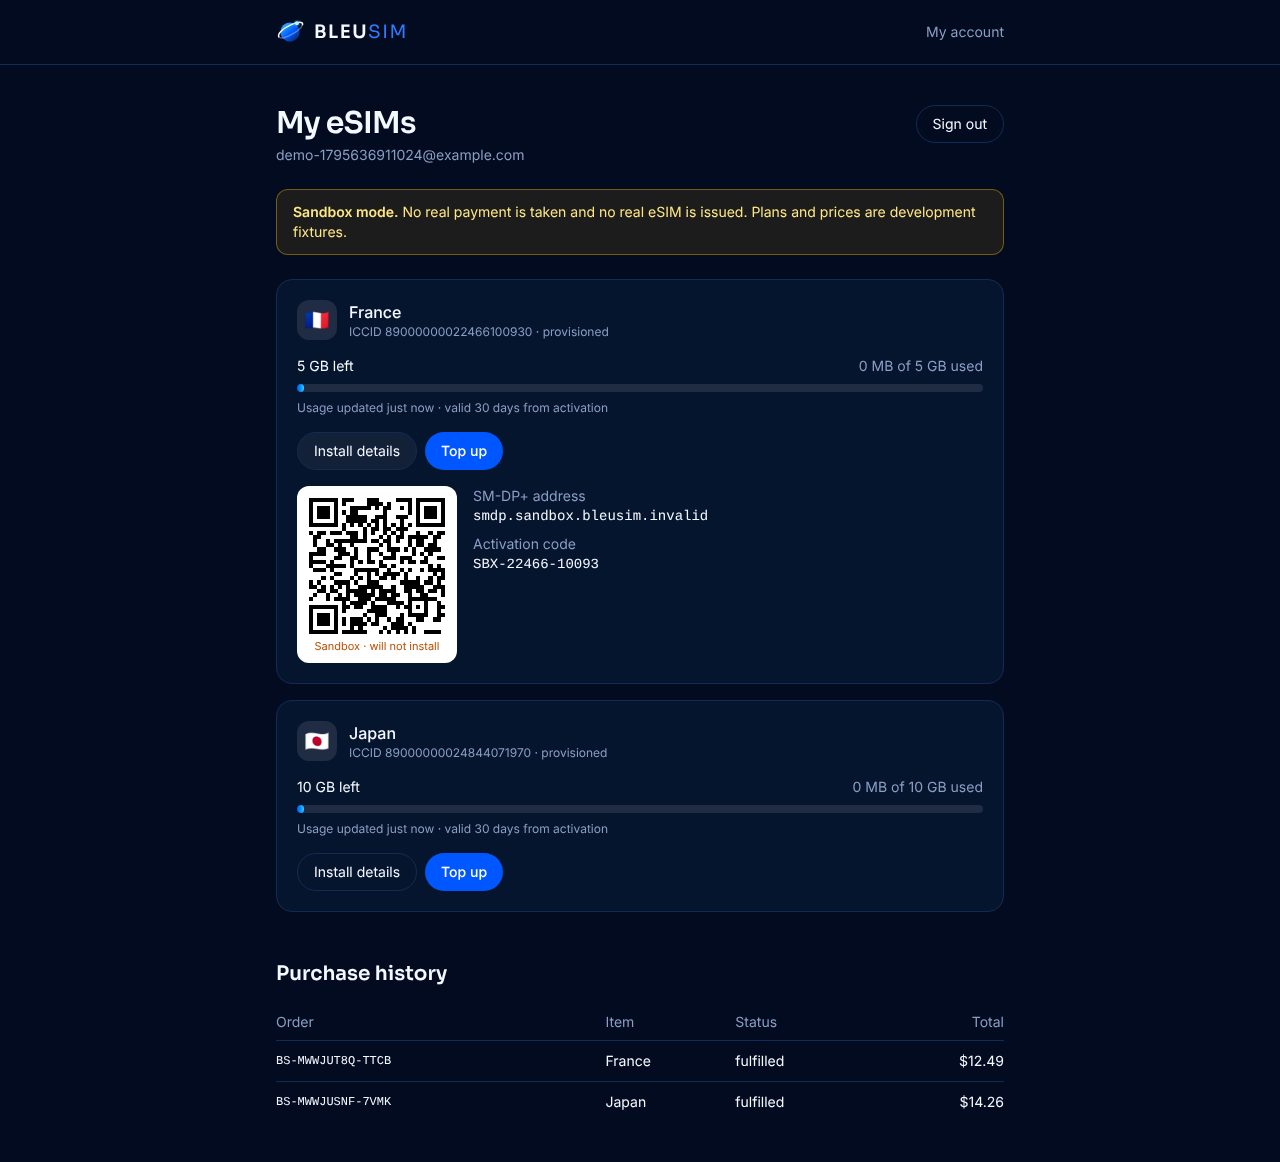 BLEUSIM
My account
My eSIMs
Sign out
demo-1795636911024@example.com
Sandbox mode. No real payment is taken and no real eSIM is issued. Plans and prices are development
fixtures.
France
ICCID 89000000022466100930 · provisioned
5 GB left
0 MB of 5 GB used
Usage updated just now · valid 30 days from activation
Install details
Top up
SM-DP+ address
smdp.sandbox.bleusim.invalid
Activation code
SBX-22466-10093
Sandbox · will not install
Japan
ICCID 89000000024844071970 · provisioned
10 GB left
0 MB of 10 GB used
Usage updated just now · valid 30 days from activation
Install details
Top up
Purchase history
Order Item Status Total
BS-MWWJUT8Q-TTCB France fulfilled $12.49
BS-MWWJUSNF-7VMK Japan fulfilled $14.26